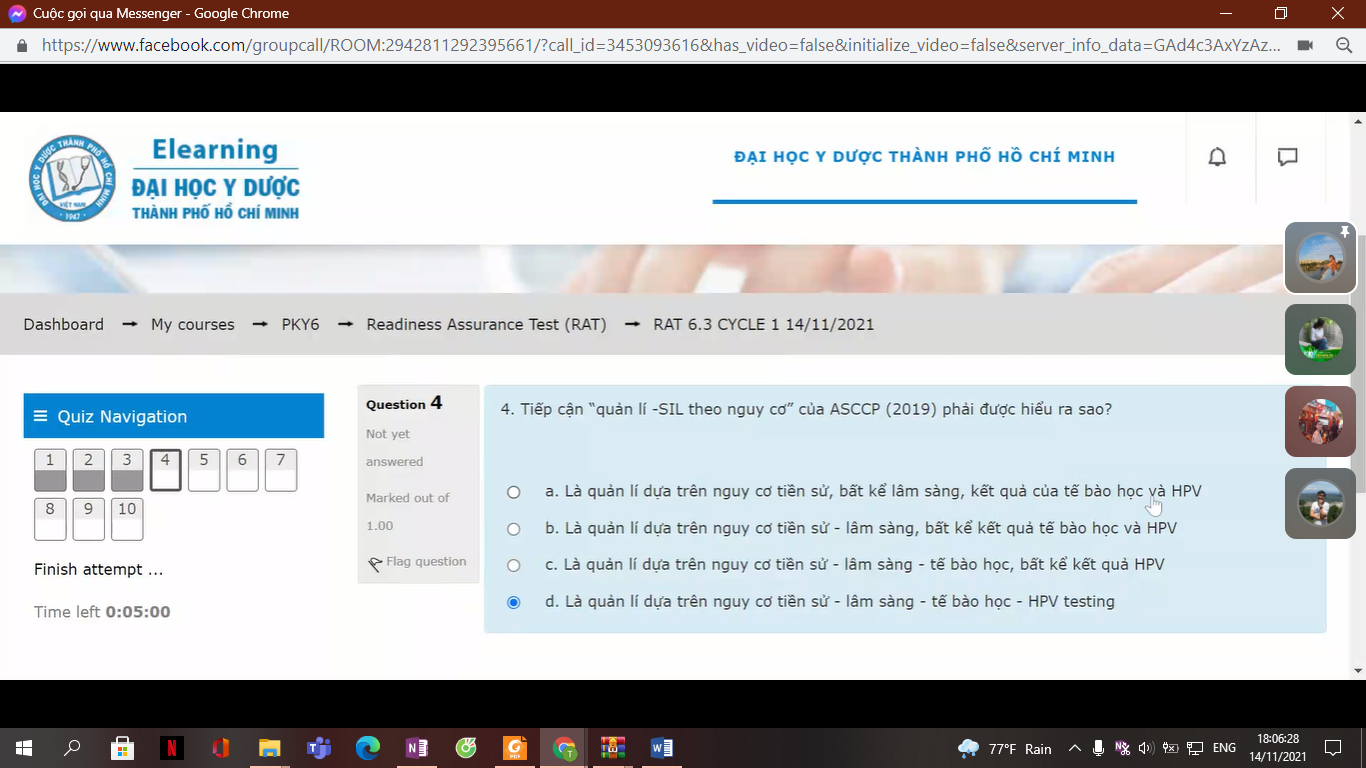 Cuộc gọi qua Messenger - Google Chrome
https://www.facebook.com/groupcall/ROOM:2942811292395661/?call_id=3453093616&has_video=false&initialize_video=false&server_info_data=GAd4c3AxYzAz...
Elearning
ĐẠI HỌC Y DƯỢC
THÀNH PHỐ HỒ CHÍ MINH
ĐẠI HỌC Y DƯỢC THÀNH PHỐ HỒ CHÍ MINH
VIỆT NAM
1947
Dashboard → My courses → PKY6 → Readiness Assurance Test (RAT) → RAT 6.3 CYCLE 1 14/11/2021
Quiz Navigation
1 2 3 4 5 6 7
8 9 10
Finish attempt ...
Time left 0:05:00
Question 4
Not yet
answered
Marked out of
1.00
Flag question
4. Tiếp cận “quản lí -SIL theo nguy cơ” của ASCCP (2019) phải được hiểu ra sao?
a. Là quản lí dựa trên nguy cơ tiền sử, bất kể lâm sàng, kết quả của tế bào học và HPV
b. Là quản lí dựa trên nguy cơ tiền sử - lâm sàng, bất kể kết quả tế bào học và HPV
c. Là quản lí dựa trên nguy cơ tiền sử - lâm sàng - tế bào học, bất kể kết quả HPV
d. Là quản lí dựa trên nguy cơ tiền sử - lâm sàng - tế bào học - HPV testing
77°F Rain
ENG
18:06:28
14/11/2021